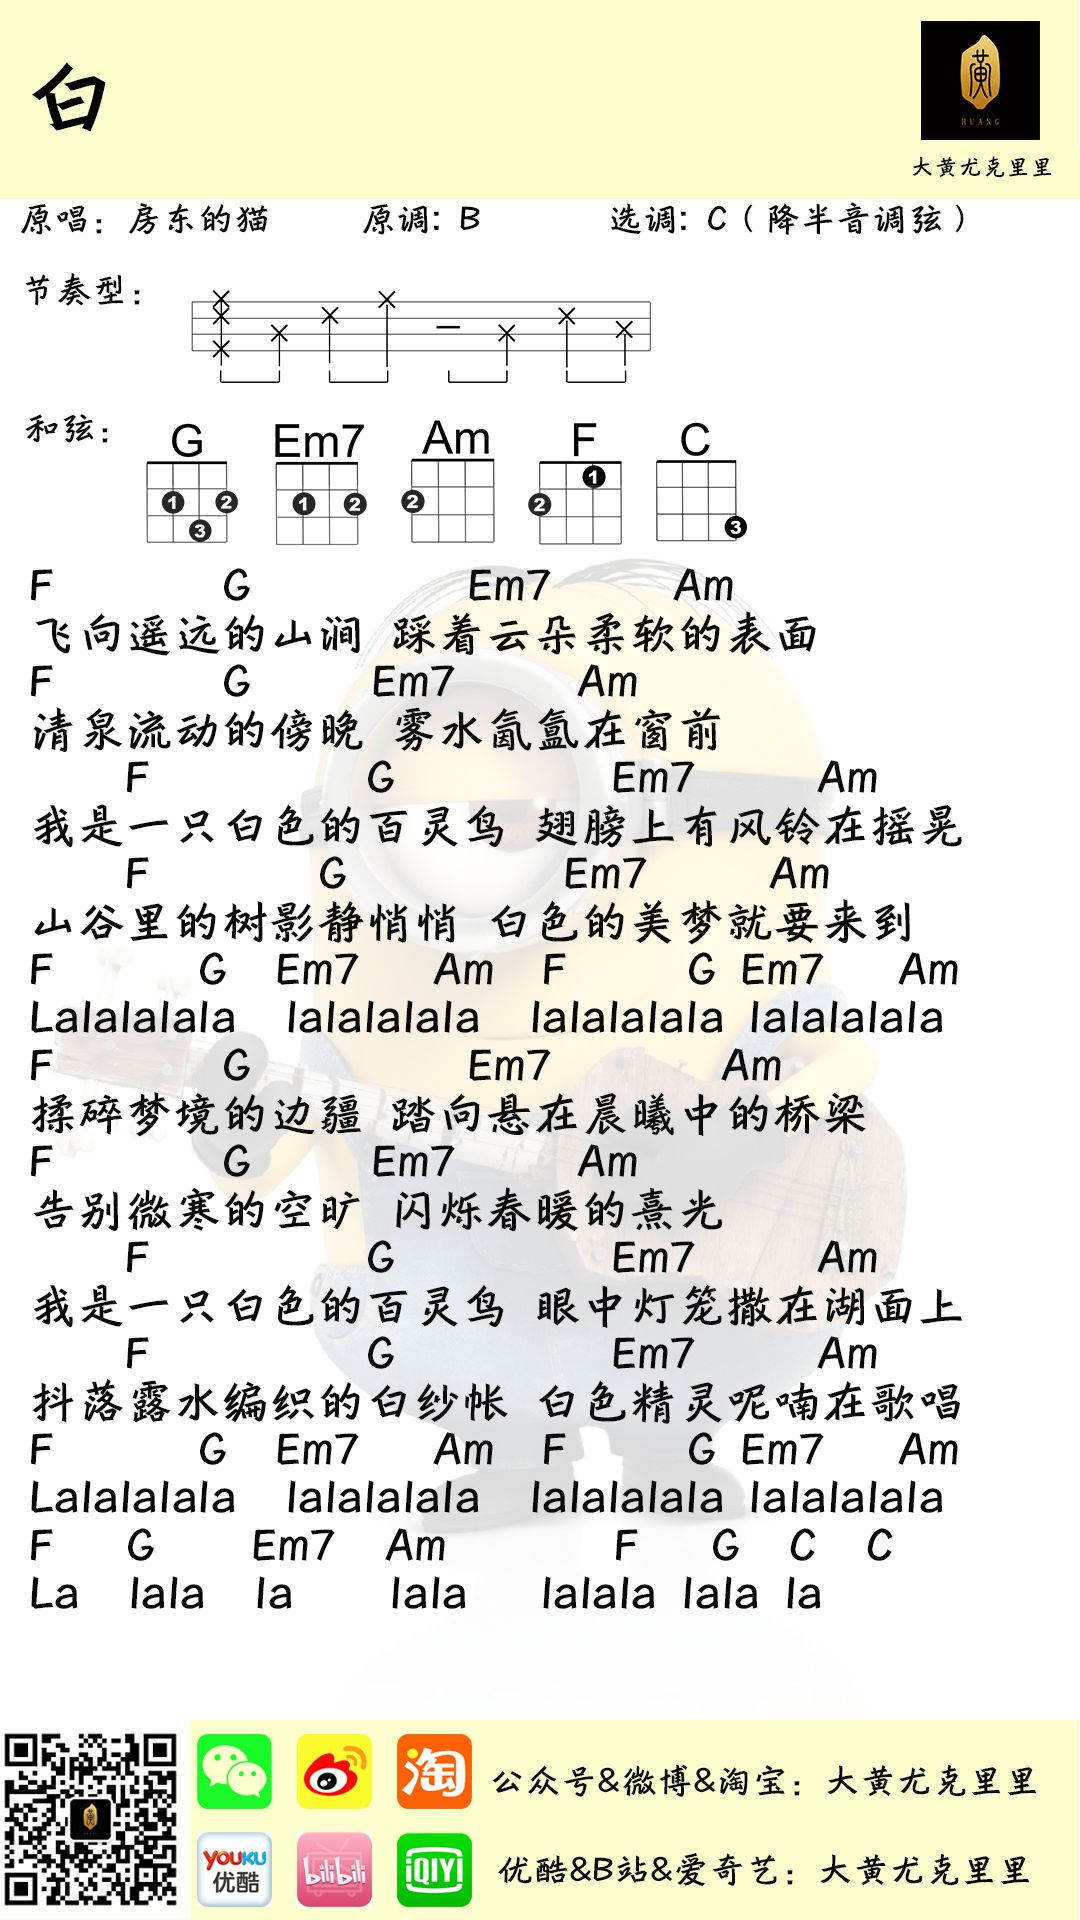 白
黄
HUANG
大黄尤克里里
原唱：房东的猫 原调: B 选调: C（降半音调弦）
节奏型：
和弦：
G Em7 Am F C
1 2 3 1 2 2 1 2 3
F G Em7 Am
飞向遥远的山涧 踩着云朵柔软的表面
F G Em7 Am
清泉流动的傍晚 雾水氤氲在窗前
F G Em7 Am
我是一只白色的百灵鸟 翅膀上有风铃在摇晃
F G Em7 Am
山谷里的树影静悄悄 白色的美梦就要来到
F G Em7 Am F G Em7 Am
Lalalalala lalalalala lalalalala lalalalala
F G Em7 Am
揉碎梦境的边疆 踏向悬在晨曦中的桥梁
F G Em7 Am
告别微寒的空旷 闪烁春暖的熹光
F G Em7 Am
我是一只白色的百灵鸟 眼中灯笼撒在湖面上
F G Em7 Am
抖落露水编织的白纱帐 白色精灵呢喃在歌唱
F G Em7 Am F G Em7 Am
Lalalalala lalalalala lalalalala lalalalala
F G Em7 Am F G C C
La lala la lala lalala lala la
淘
公众号&微博&淘宝：大黄尤克里里
YOUKU
优酷
bilibili
iQIYI
优酷&B站&爱奇艺：大黄尤克里里